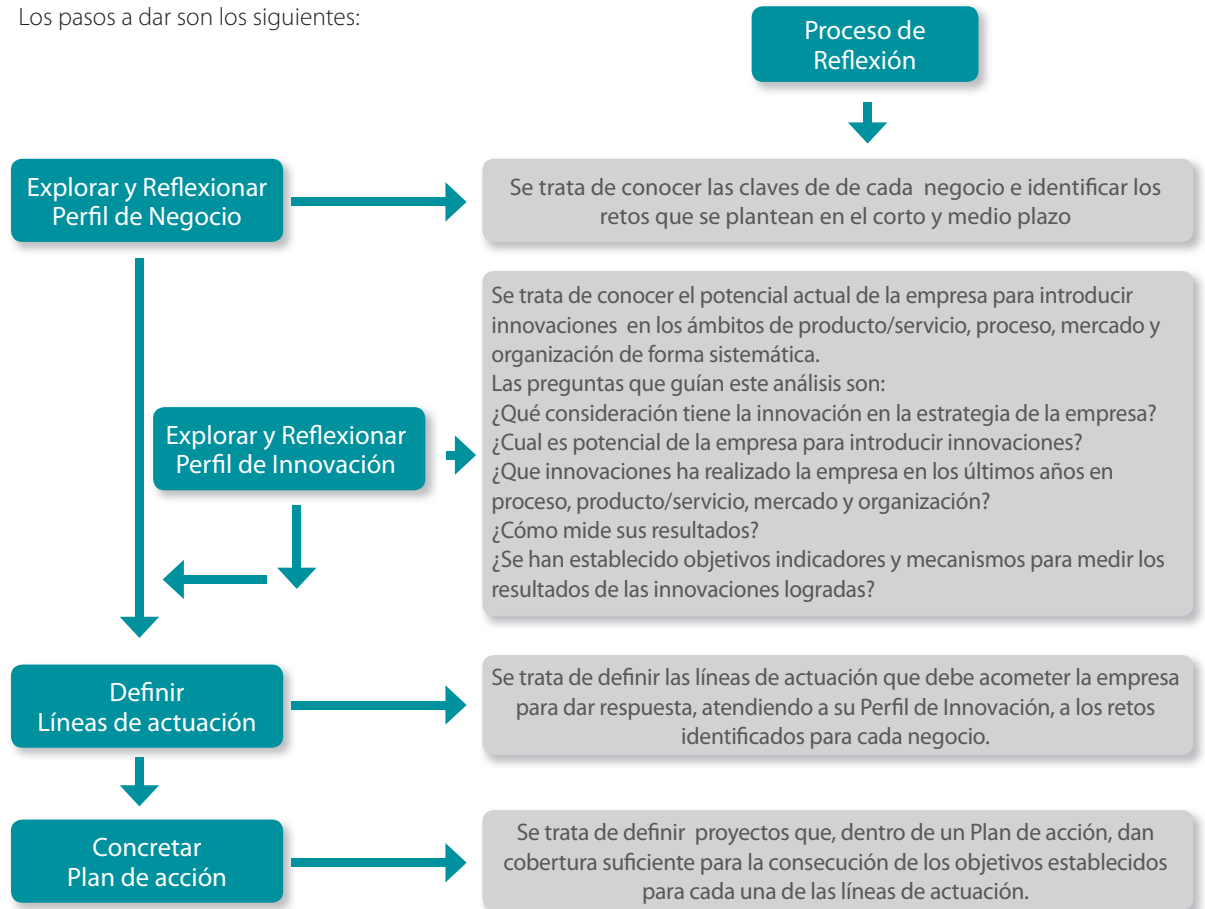 Los pasos a dar son los siguientes:
Proceso de
Reflexión
Explorar y Reflexionar
Perfil de Negocio
Se trata de conocer las claves de de cada negocio e identificar los
retos que se plantean en el corto y medio plazo
Explorar y Reflexionar
Perfil de Innovación
Se trata de conocer el potencial actual de la empresa para introducir
innovaciones en los ámbitos de producto/servicio, proceso, mercado y
organización de forma sistemática.
Las preguntas que guían este análisis son:
¿Qué consideración tiene la innovación en la estrategia de la empresa?
¿Cual es potencial de la empresa para introducir innovaciones?
¿Que innovaciones ha realizado la empresa en los últimos años en
proceso, producto/servicio, mercado y organización?
¿Cómo mide sus resultados?
¿Se han establecido objetivos indicadores y mecanismos para medir los
resultados de las innovaciones logradas?
Definir
Líneas de actuación
Se trata de definir las líneas de actuación que debe acometer la empresa
para dar respuesta, atendiendo a su Perfil de Innovación, a los retos
identificados para cada negocio.
Concretar
Plan de acción
Se trata de definir proyectos que, dentro de un Plan de acción, dan
cobertura suficiente para la consecución de los objetivos establecidos
para cada una de las líneas de actuación.